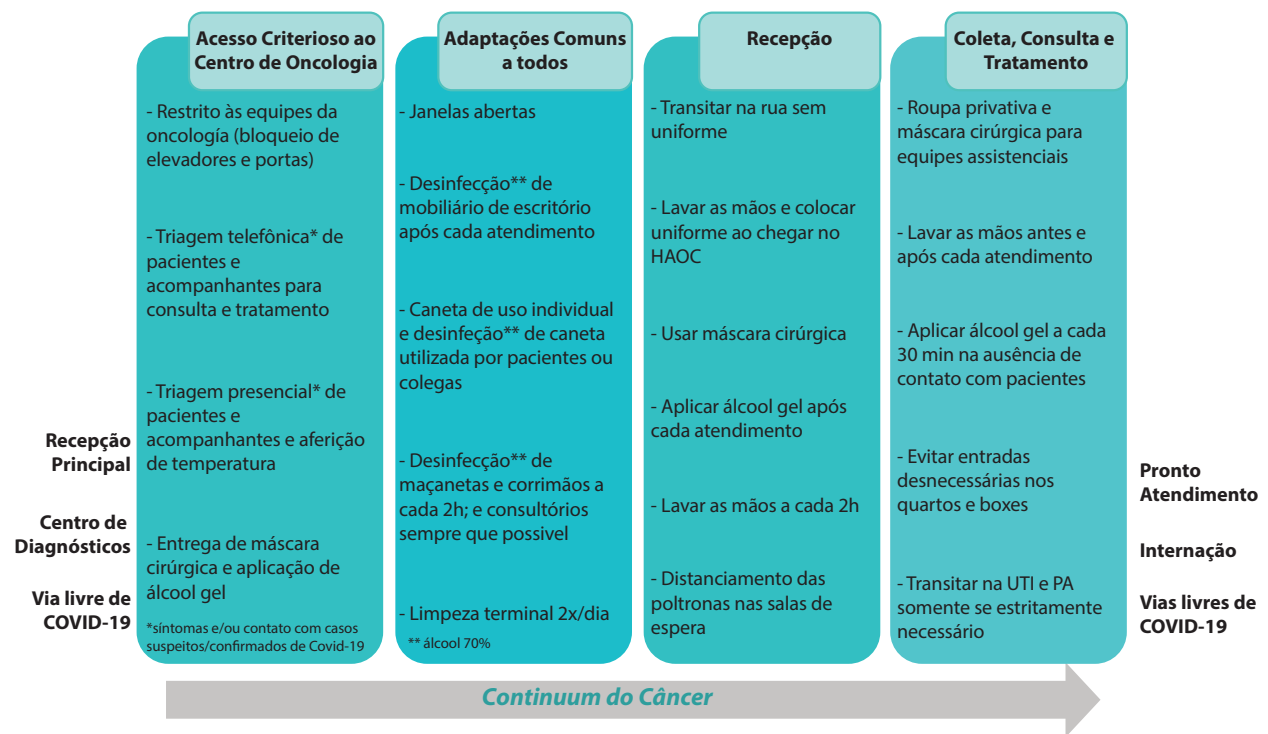 Acesso Criterioso ao
Centro de Oncologia
- Restrito às equipes da
oncología (bloqueio de
elevadores e portas)
- Triagem telefônica* de
pacientes e
acompanhantes para
consulta e tratamento
- Triagem presencial* de
pacientes e
acompanhantes e aferição
de temperatura
- Entrega de máscara
cirúrgica e aplicação de
álcool gel
*síntomas e/ou contato com casos
suspeitos/confirmados de Covid-19
Adaptações Comuns
a todos
- Janelas abertas
- Desinfecção** de
mobiliário de escritório
após cada atendimento
- Caneta de uso individual
e desinfeção** de caneta
utilizada por pacientes ou
colegas
- Desinfecção** de
maçanetas e corrimãos a
cada 2h; e consultórios
sempre que possivel
- Limpeza terminal 2x/dia
** álcool 70%
Recepção
- Transitar na rua sem
uniforme
- Lavar as mãos e colocar
uniforme ao chegar no
HAOC
- Usar máscara cirúrgica
- Aplicar álcool gel após
cada atendimento
- Lavar as mãos a cada 2h
- Distanciamento das
poltronas nas salas de
espera
Coleta, Consulta e
Tratamento
- Roupa privativa e
máscara cirúrgica para
equipes assistenciais
- Lavar as mãos antes e
após cada atendimento
- Aplicar álcool gel a cada
30 min na ausência de
contato com pacientes
- Evitar entradas
desnecessárias nos
quartos e boxes
- Transitar na UTI e PA
somente se estritamente
necessário
Recepção
Principal
Centro de
Diagnósticos
Via livre de
COVID-19
Pronto
Atendimento
Internação
Vias livres de
COVID-19
Continuum do Câncer